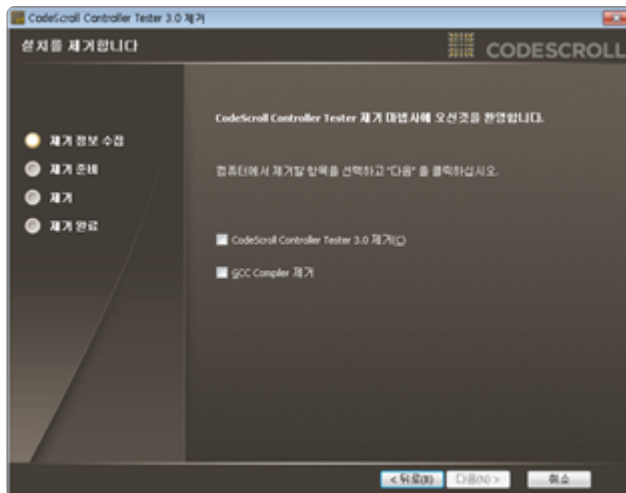 CodeScroll Controller Tester 3.0 제거
설치를 제거합니다
CODESCROLL
CodeScroll Controller Tester 제거 마법사에 오신것을 환영합니다.
제거 정보 수집
제거 준비
컴퓨터에서 제거할 항목을 선택하고 "다음" 를 클릭하십시오.
제거
제거 완료
CodeScroll Controller Tester 3.0 제거(C)
GCC Compiler 제거
< 뒤로(B)
다음(N) >
취소